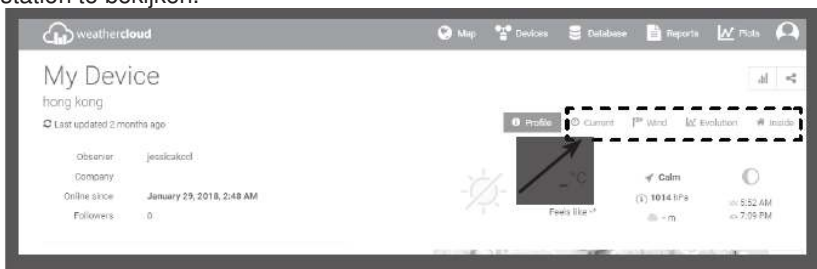 station te bekijken.
weathercloud
Map Devices Database Reports Plots
My Device
hong kong
Last updated 2 months ago
Profile Current Wind Evolution Inside
Observer jessicakccl
Company
Online since January 29, 2018, 2:48 AM
Followers 0
-°C
Feels like -°
Calm
1014 hPa
- m
6:52 AM
7:09 PM